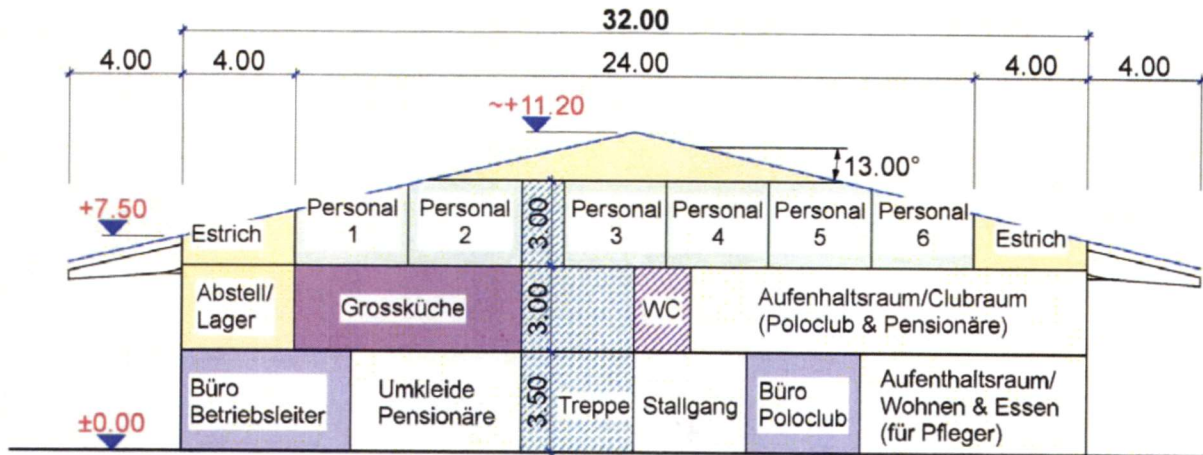 32.00
4.00 4.00 24.00 4.00 4.00
~+11.20
13.00°
+7.50
Estrich
Personal
1
Personal
2
3.00
Personal
3
Personal
4
Personal
5
Personal
6
Estrich
Abstell/
Lager
Grossküche
3.00
WC
Aufenhaltsraum/Clubraum
(Poloclub & Pensionäre)
Büro
Betriebsleiter
Umkleide
Pensionäre
3.50
Treppe
Stallgang
Büro
Poloclub
Aufenthaltsraum/
Wohnen & Essen
(für Pfleger)
±0.00